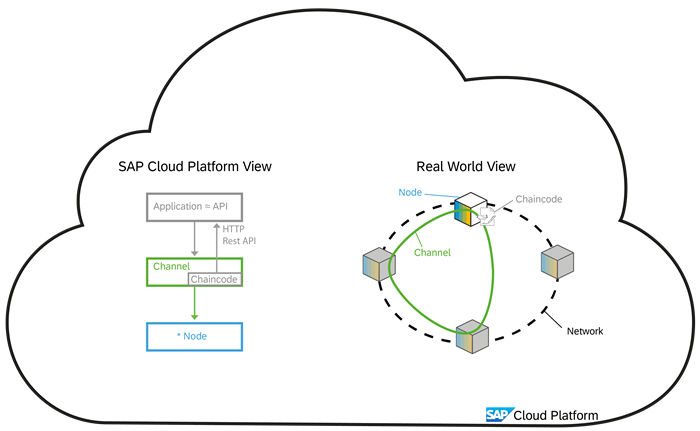 SAP Cloud Platform View
Application ≈ API
HTTP
Rest API
Channel
Chaincode
* Node
Real World View
Node
Chaincode
Channel
Network
SAP Cloud Platform